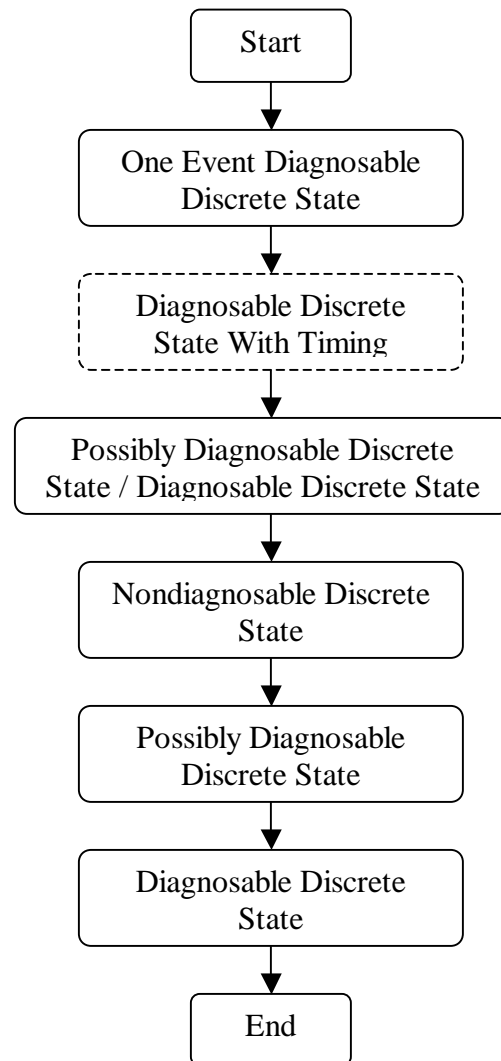 Start
One Event Diagnosable
Discrete State
Diagnosable Discrete
State With Timing
Possibly Diagnosable Discrete
State / Diagnosable Discrete State
Nondiagnosable Discrete
State
Possibly Diagnosable
Discrete State
Diagnosable Discrete
State
End